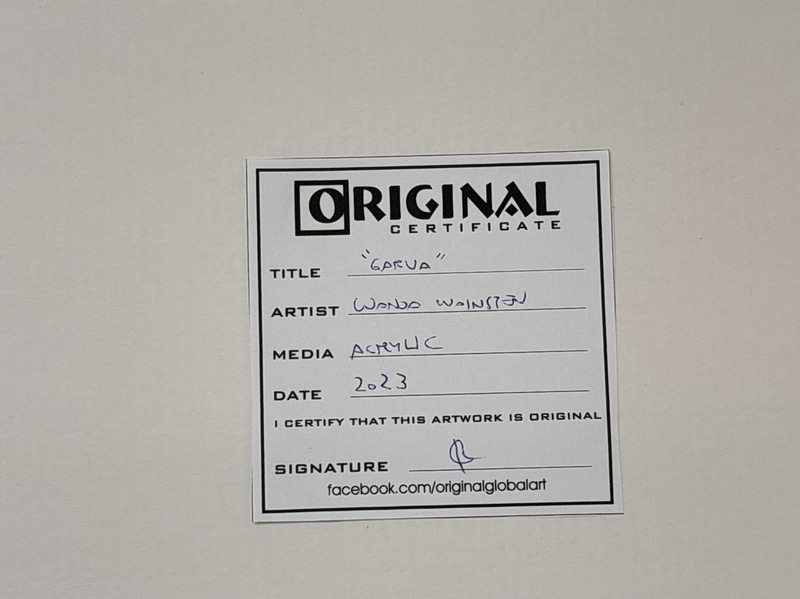 ORIGINAL
CERTIFICATE
TITLE "GARUA"
ARTIST WANDA WAINSTEN
MEDIA ACRYLIC
DATE 2023
I CERTIFY THAT THIS ARTWORK IS ORIGINAL
SIGNATURE
facebook.com/originalglobalart